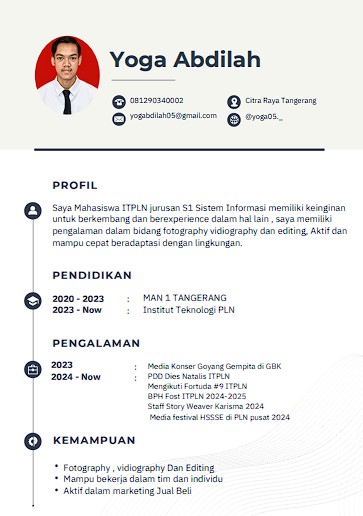 Yoga Abdilah
081290340002
Citra Raya Tangerang
yogabdilah05@gmail.com
@yoga05._
PROFIL
Saya Mahasiswa ITPLN jurusan S1 Sistem Informasi memiliki keinginan
untuk berkembang dan berexperience dalam hal lain , saya memiliki
pengalaman dalam bidang fotography vidiography dan editing, Aktif dan
mampu cepat beradaptasi dengan lingkungan.
PENDIDIKAN
2020 - 2023 : MAN 1 TANGERANG
2023 - Now : Institut Teknologi PLN
PENGALAMAN
2023 : Media Konser Goyang Gempita di GBK
2024 - Now : PDD Dies Natalis ITPLN
Mengikuti Fortuda #9 ITPLN
BPH Fost ITPLN 2024-2025
Staff Story Weaver Karisma 2024
Media festival HSSSE di PLN pusat 2024
KEMAMPUAN
• Fotography , vidiography Dan Editing
• Mampu bekerja dalam tim dan individu
• Aktif dalam marketing Jual Beli